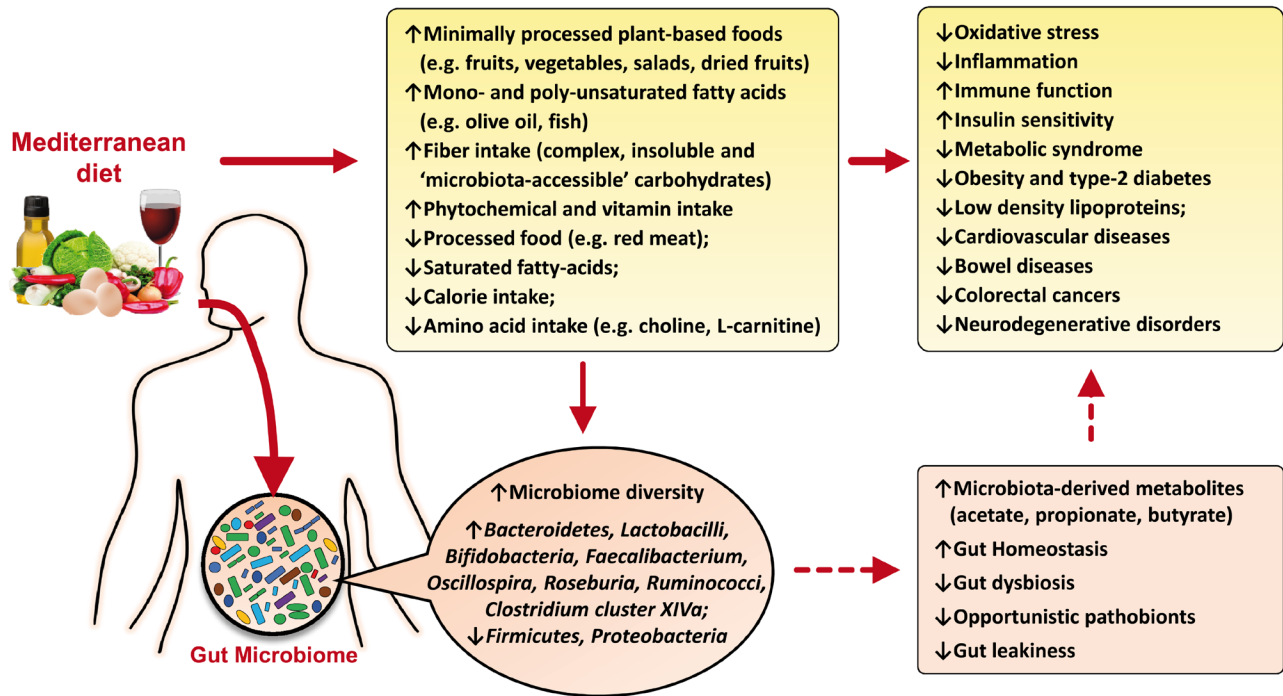 Mediterranean
diet
↑Minimally processed plant-based foods
(e.g. fruits, vegetables, salads, dried fruits)
↑Mono- and poly-unsaturated fatty acids
(e.g. olive oil, fish)
↑Fiber intake (complex, insoluble and
‘microbiota-accessible’ carbohydrates)
↑Phytochemical and vitamin intake
↓Processed food (e.g. red meat);
↓Saturated fatty-acids;
↓Calorie intake;
↓Amino acid intake (e.g. choline, L-carnitine)
↓Oxidative stress
↓Inflammation
↑Immune function
↑Insulin sensitivity
↓Metabolic syndrome
↓Obesity and type-2 diabetes
↓Low density lipoproteins;
↓Cardiovascular diseases
↓Bowel diseases
↓Colorectal cancers
↓Neurodegenerative disorders
Gut Microbiome
↑Microbiome diversity
↑Bacteroidetes, Lactobacilli,
Bifidobacteria, Faecalibacterium,
Oscillospira, Roseburia, Ruminococci,
Clostridium cluster XIVa;
↓Firmicutes, Proteobacteria
↑Microbiota-derived metabolites
(acetate, propionate, butyrate)
↑Gut Homeostasis
↓Gut dysbiosis
↓Opportunistic pathobionts
↓Gut leakiness